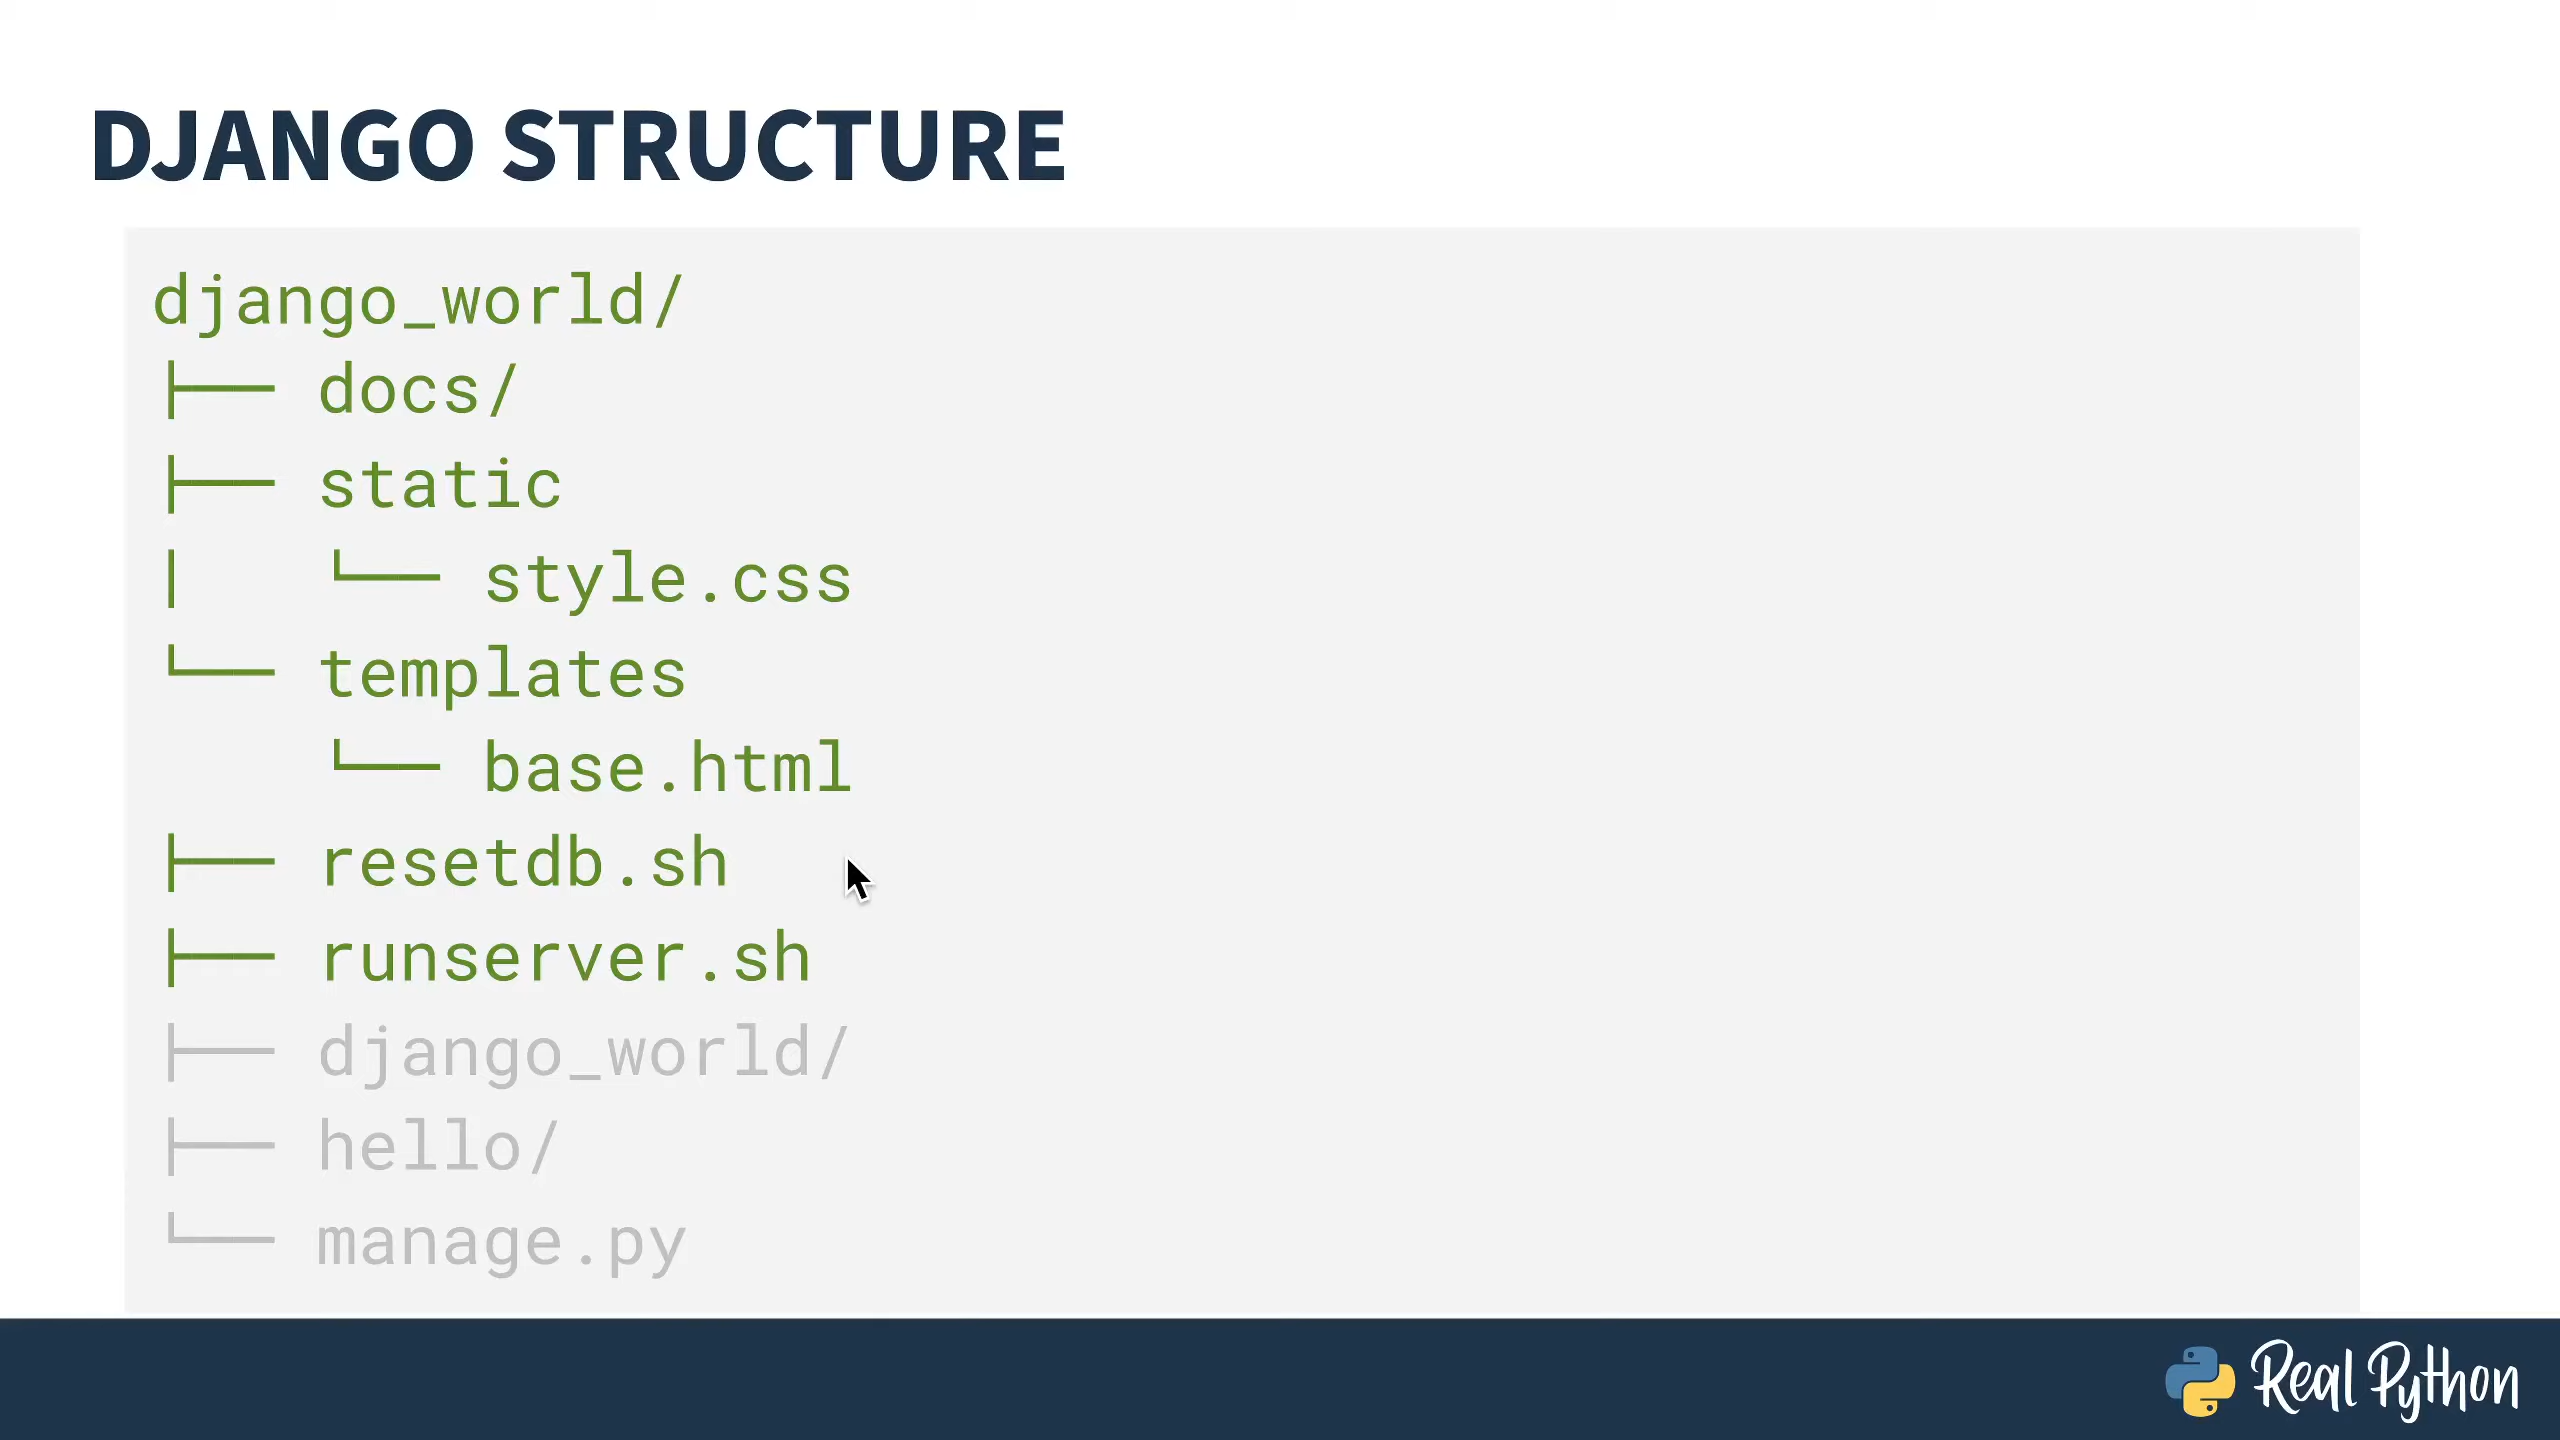 DJANGO STRUCTURE
django_world/
├── docs/
├── static
│   └── style.css
└── templates
    └── base.html
├── resetdb.sh
├── runserver.sh
├── django_world/
├── hello/
└── manage.py
Real Python